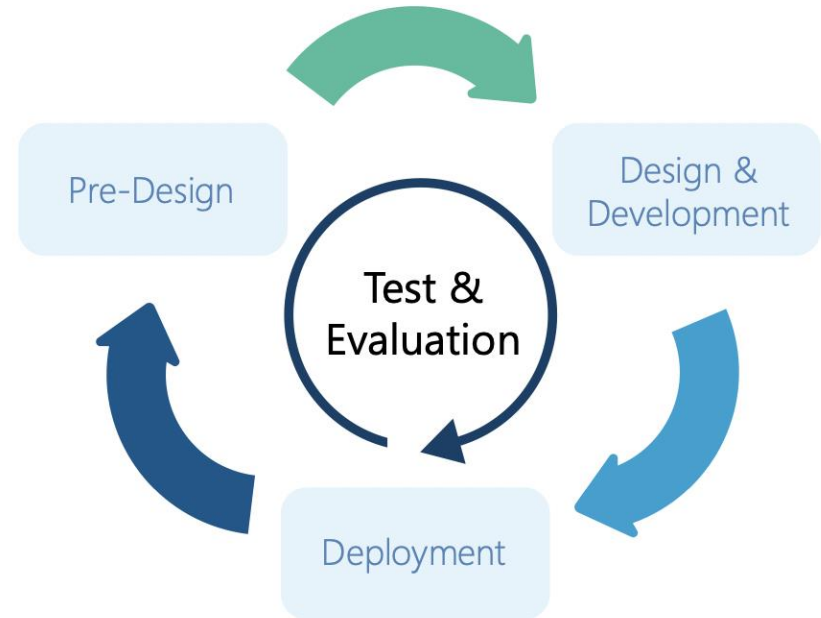 Pre-Design
Design &
Development
Test &
Evaluation
Deployment